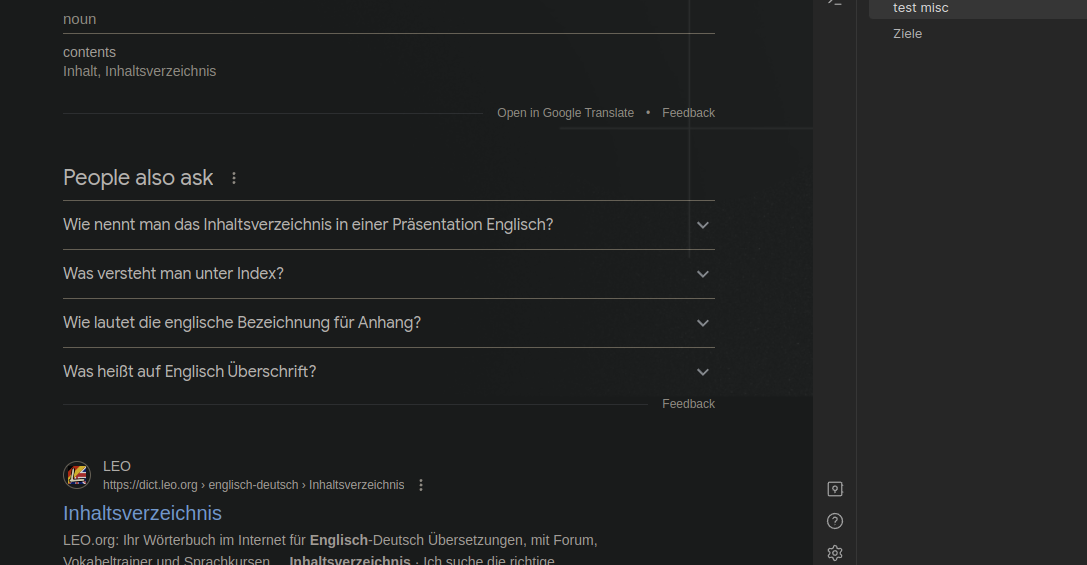 noun
contents
Inhalt, Inhaltsverzeichnis
Open in Google Translate • Feedback
People also ask
Wie nennt man das Inhaltsverzeichnis in einer Präsentation Englisch?
Was versteht man unter Index?
Wie lautet die englische Bezeichnung für Anhang?
Was heißt auf Englisch Überschrift?
Feedback
LEO
https://dict.leo.org › englisch-deutsch › Inhaltsverzeichnis
Inhaltsverzeichnis
LEO.org: Ihr Wörterbuch im Internet für Englisch-Deutsch Übersetzungen, mit Forum,
Vokabeltrainer und Sprachkursen. ... Inhaltsverzeichnis · Ich suche die richtige
test misc
Ziele